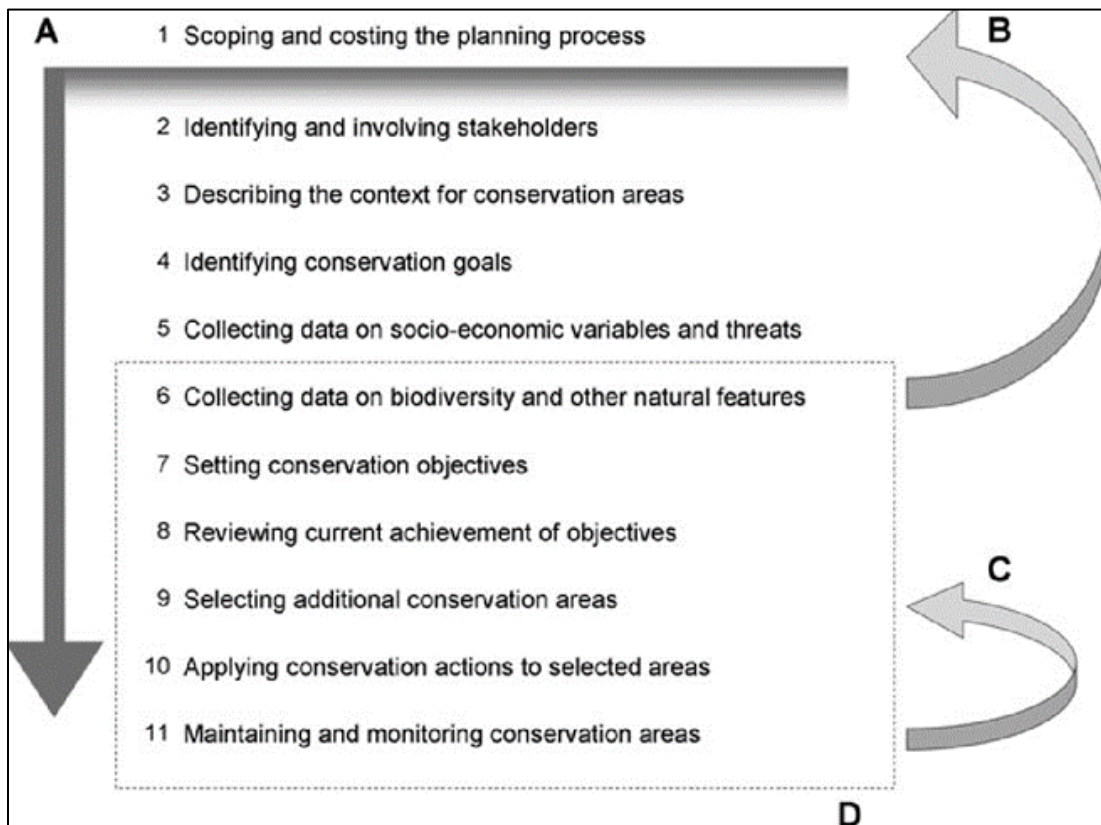 A
1 Scoping and costing the planning process
B
2 Identifying and involving stakeholders
3 Describing the context for conservation areas
4 Identifying conservation goals
5 Collecting data on socio-economic variables and threats
6 Collecting data on biodiversity and other natural features
7 Setting conservation objectives
8 Reviewing current achievement of objectives
C
9 Selecting additional conservation areas
10 Applying conservation actions to selected areas
11 Maintaining and monitoring conservation areas
D